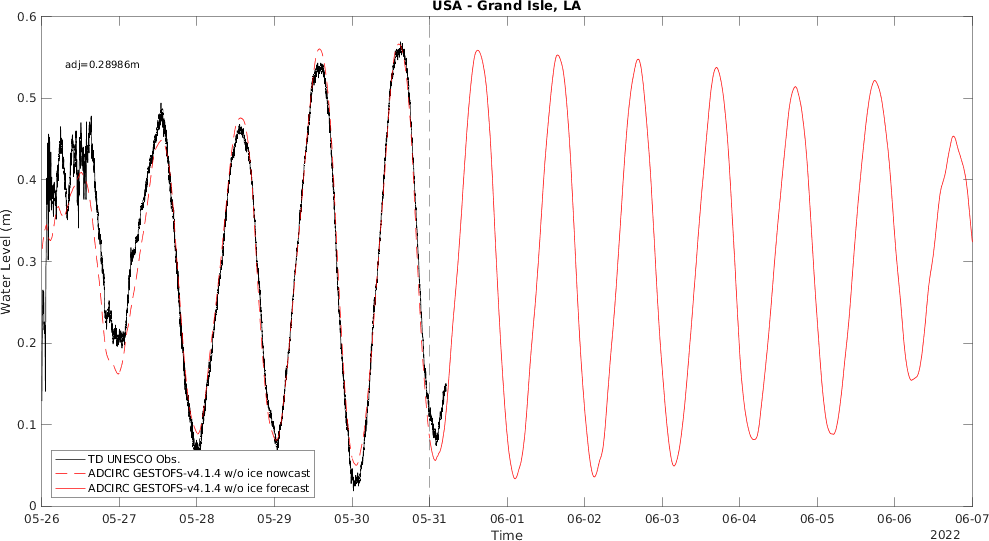 USA - Grand Isle, LA
adj=0.28986m
0.6
0.5
0.4
0.3
0.2
0.1
0
Water Level (m)
TD UNESCO Obs.
ADCIRC GESTOFS-v4.1.4 w/o ice nowcast
ADCIRC GESTOFS-v4.1.4 w/o ice forecast
05-26 05-27 05-28 05-29 05-30 05-31 06-01 06-02 06-03 06-04 06-05 06-06 06-07
Time
2022